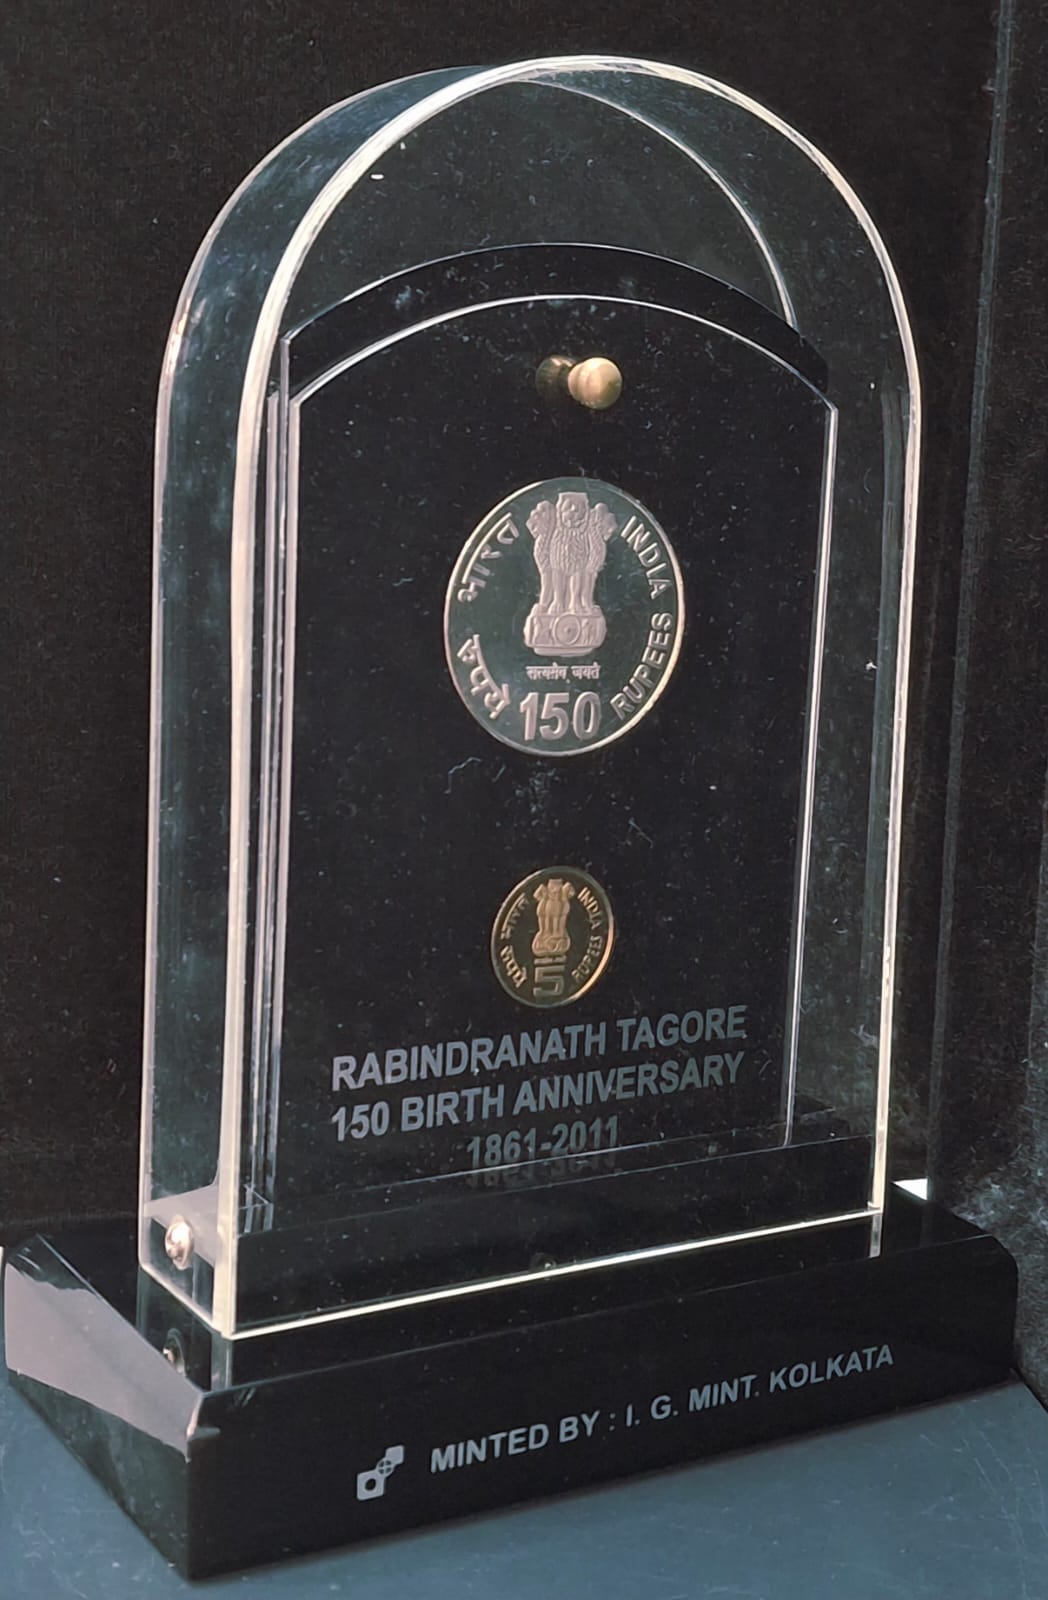 भारत
INDIA
रुपये
RUPEES
सत्यमेव जयते
150
भारत
INDIA
रुपये
RUPEES
5
RABINDRANATH TAGORE
150 BIRTH ANNIVERSARY
1861-2011
MINTED BY : I. G. MINT. KOLKATA